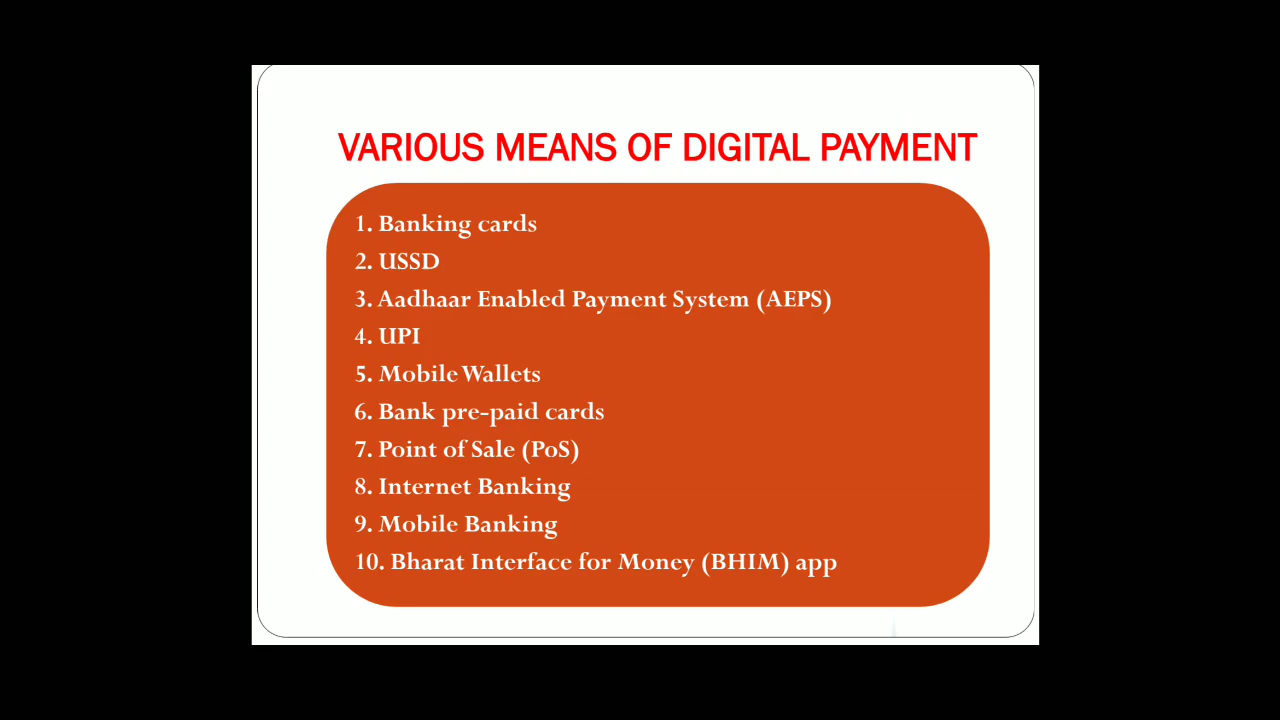 VARIOUS MEANS OF DIGITAL PAYMENT
1. Banking cards
2. USSD
3. Aadhaar Enabled Payment System (AEPS)
4. UPI
5. Mobile Wallets
6. Bank pre-paid cards
7. Point of Sale (PoS)
8. Internet Banking
9. Mobile Banking
10. Bharat Interface for Money (BHIM) app